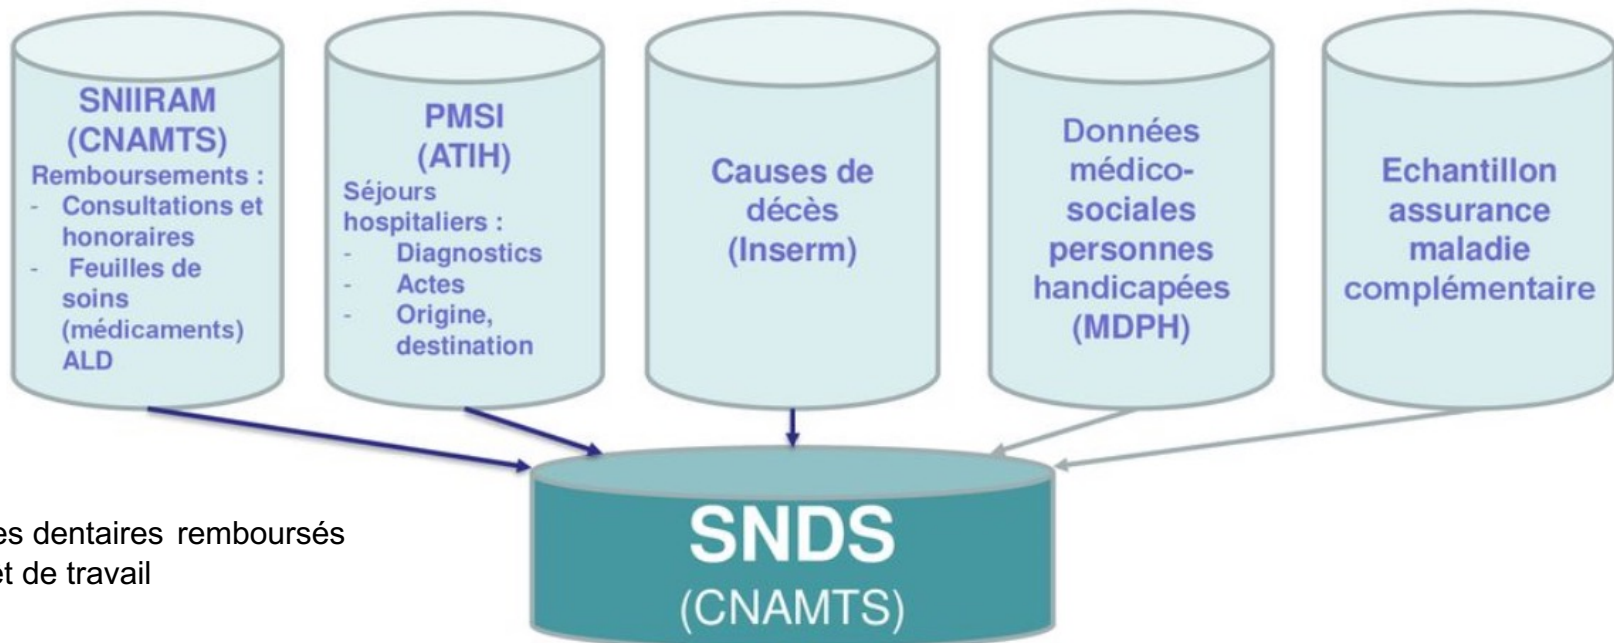 SNIIRAM
(CNAMTS)
Remboursements :
- Consultations et
honoraires
- Feuilles de
soins
(médicaments)
ALD
PMSI
(ATIH)
Séjours
hospitaliers :
- Diagnostics
- Actes
- Origine,
destination
Causes de
décès
(Inserm)
Données
médico-
sociales
personnes
handicapées
(MDPH)
Echantillon
assurance
maladie
complémentaire
es dentaires remboursés
et de travail
SNDS
(CNAMTS)